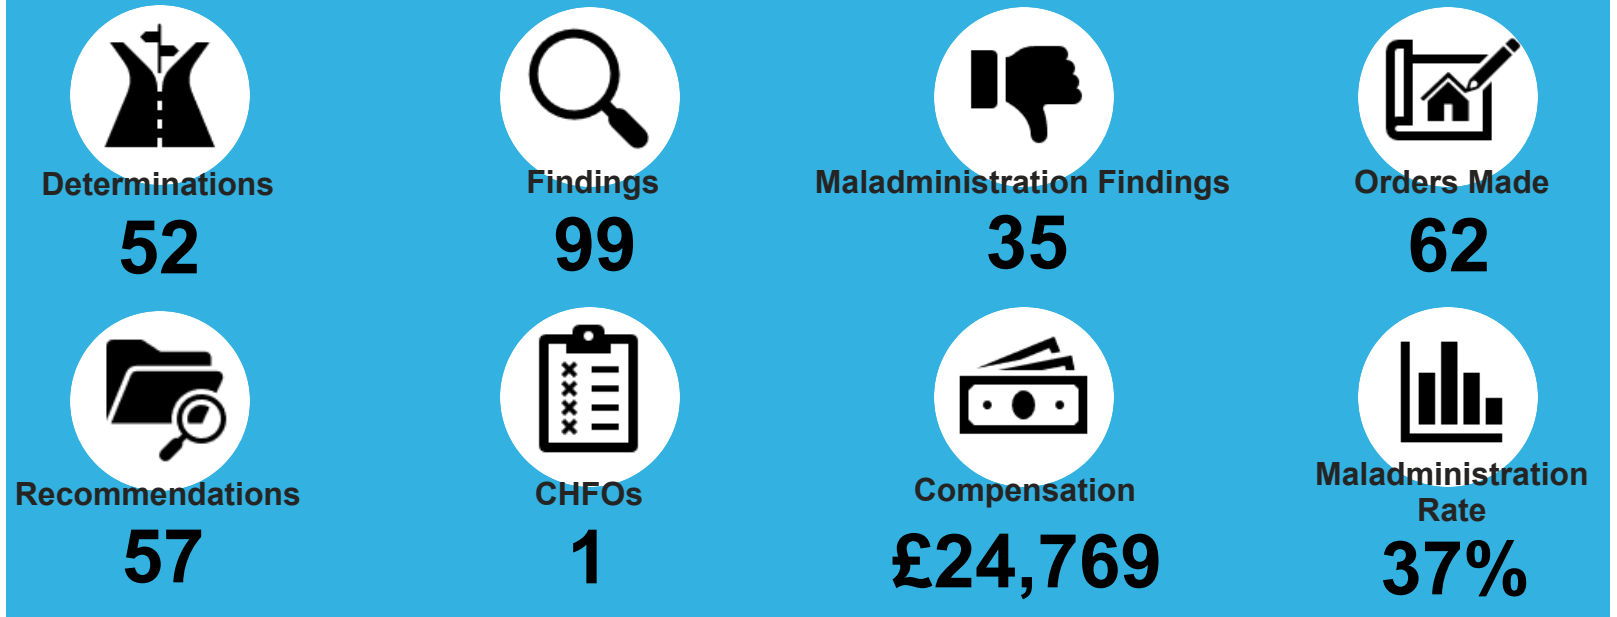 Determinations
52
Findings
99
Maladministration Findings
35
Orders Made
62
Recommendations
57
CHFOs
1
Compensation
£24,769
Maladministration
Rate
37%